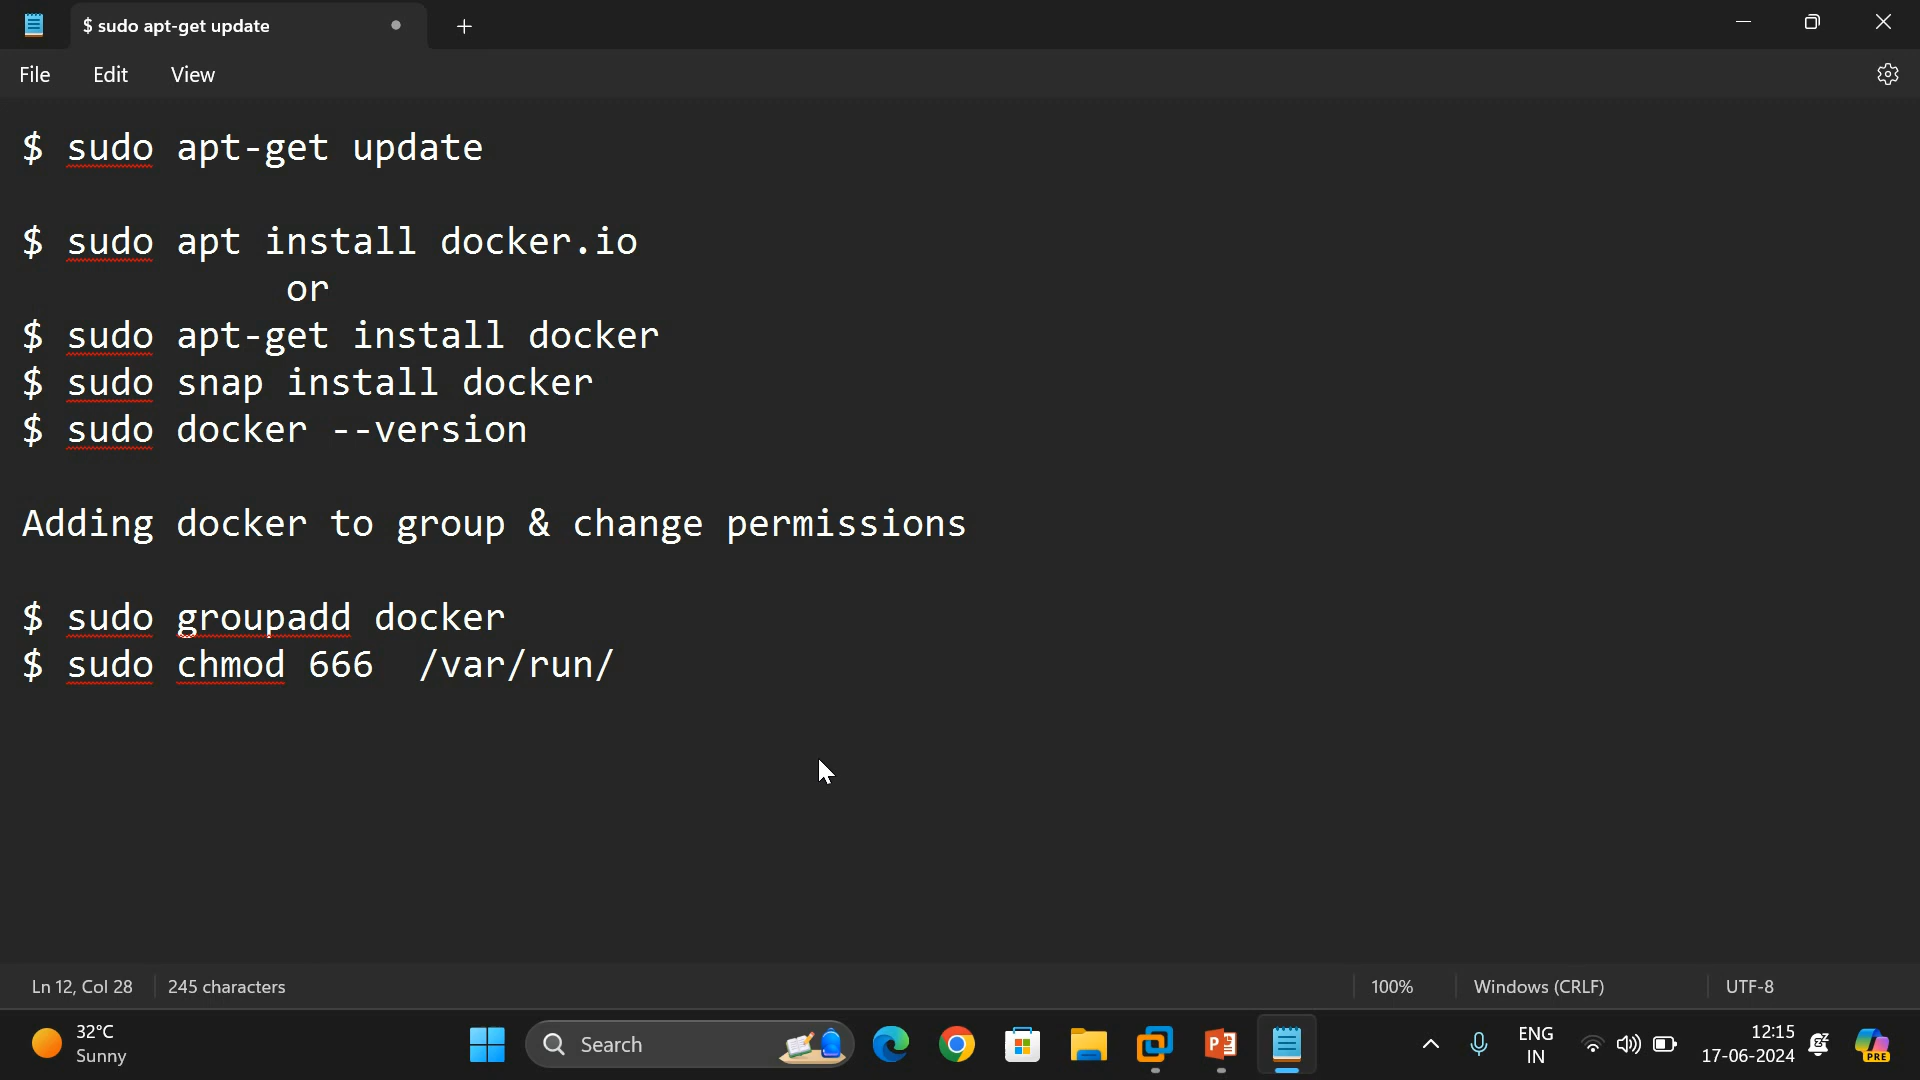 $ sudo apt-get update
File Edit View
$ sudo apt-get update
$ sudo apt install docker.io
or
$ sudo apt-get install docker
$ sudo snap install docker
$ sudo docker --version
Adding docker to group & change permissions
$ sudo groupadd docker
$ sudo chmod 666  /var/run/
Ln 12, Col 28 245 characters 100% Windows (CRLF) UTF-8
32°C
Sunny
Search
ENG
IN
12:15
17-06-2024
PRE